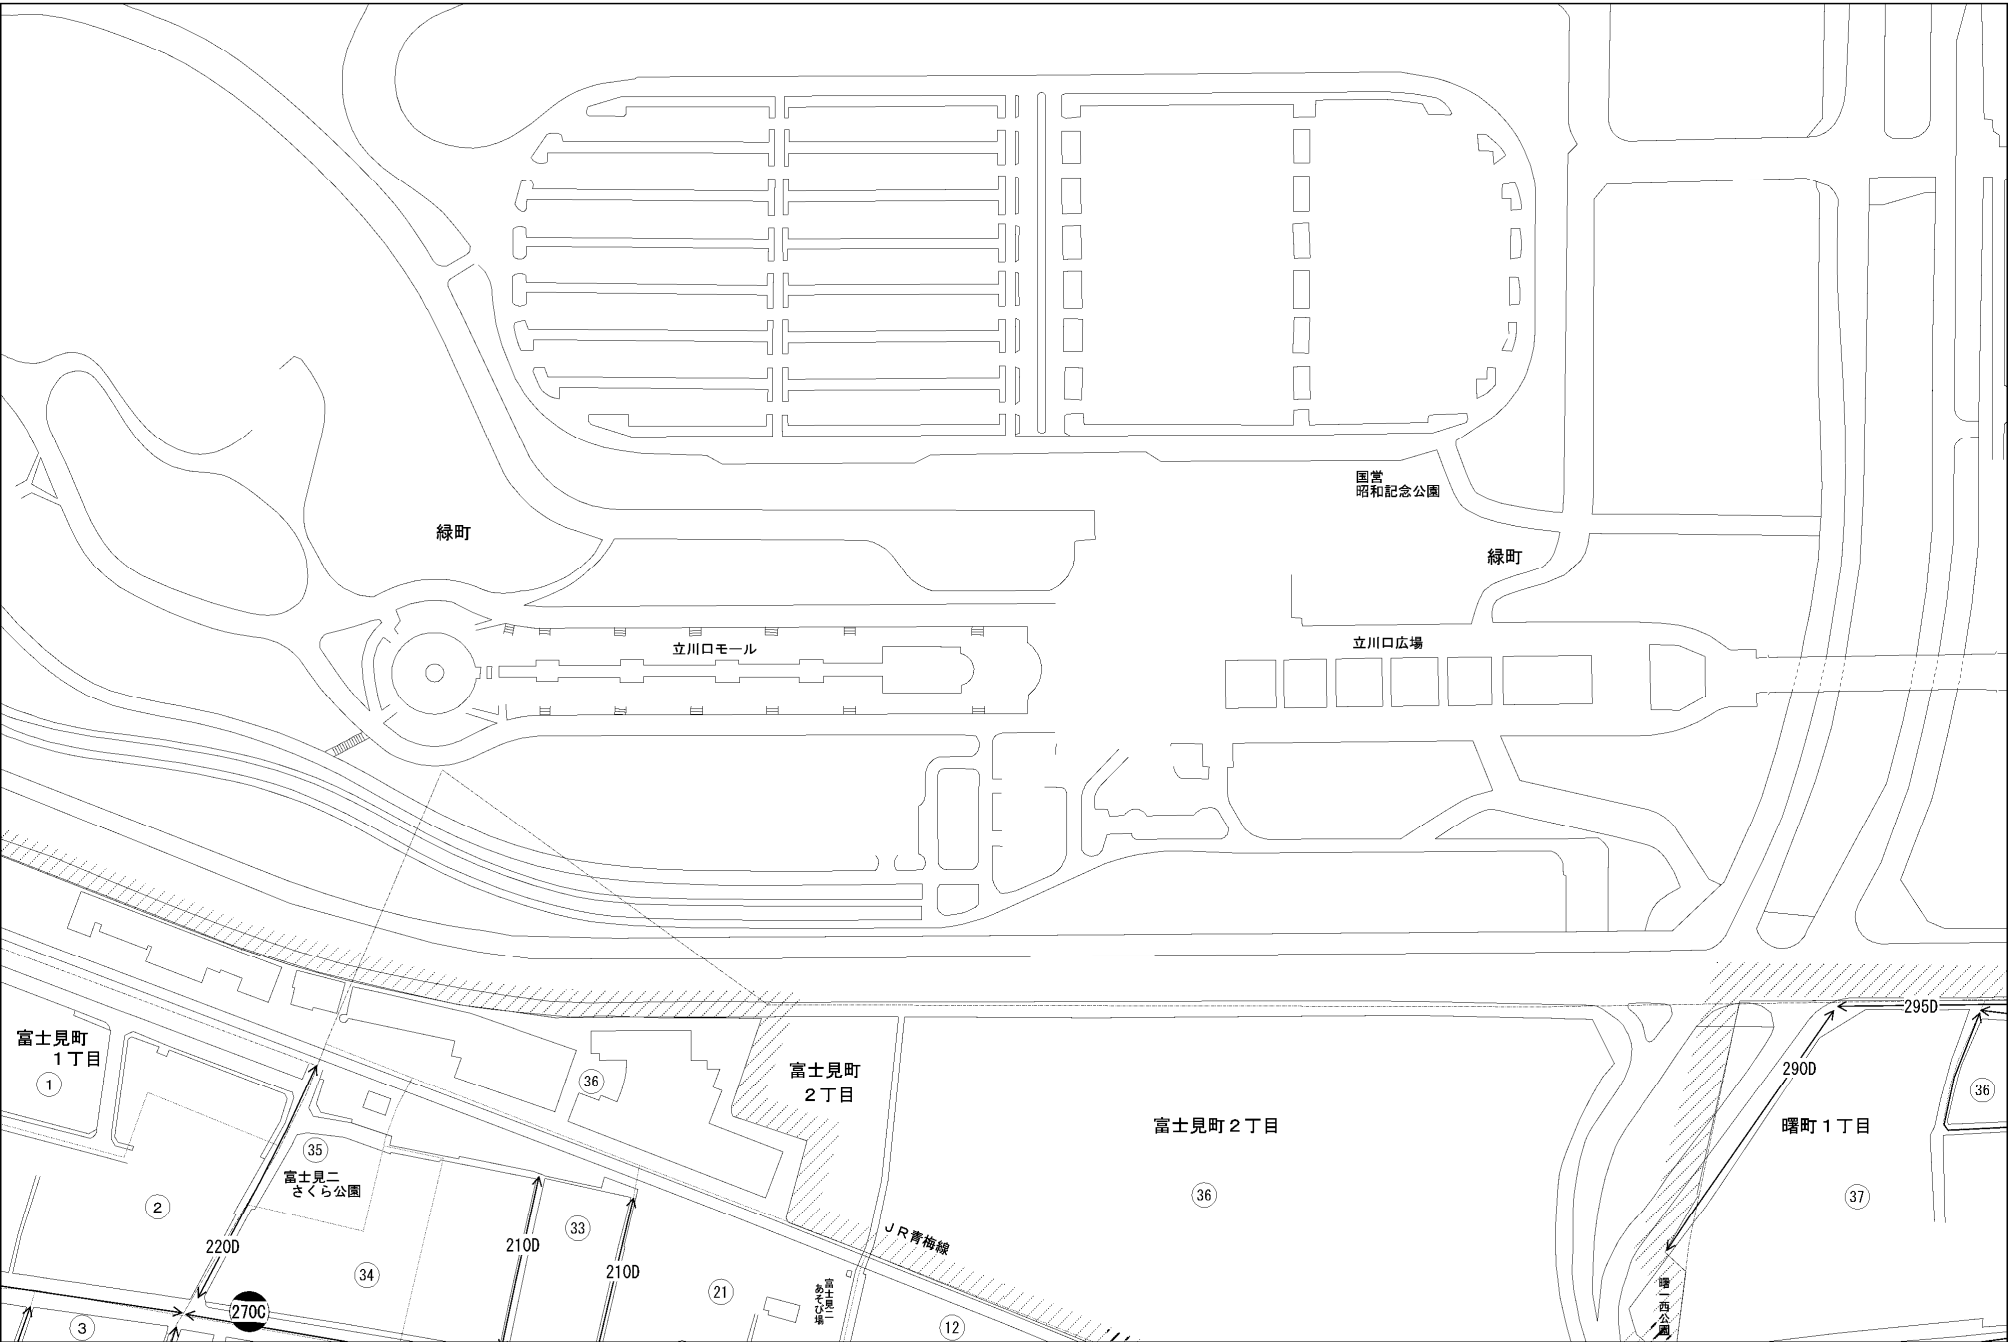 国営
昭和記念公園
緑町
緑町
立川口モール
立川口広場
295D
290D
富士見町
1丁目
1
36
富士見町
2丁目
36
富士見町2丁目
曙町1丁目
35
富士見二
さくら公園
2
36
37
33
JR青梅線
220D
210D
210D
34
21
富士見二
あそび場
曙一西公園
270C
3
12